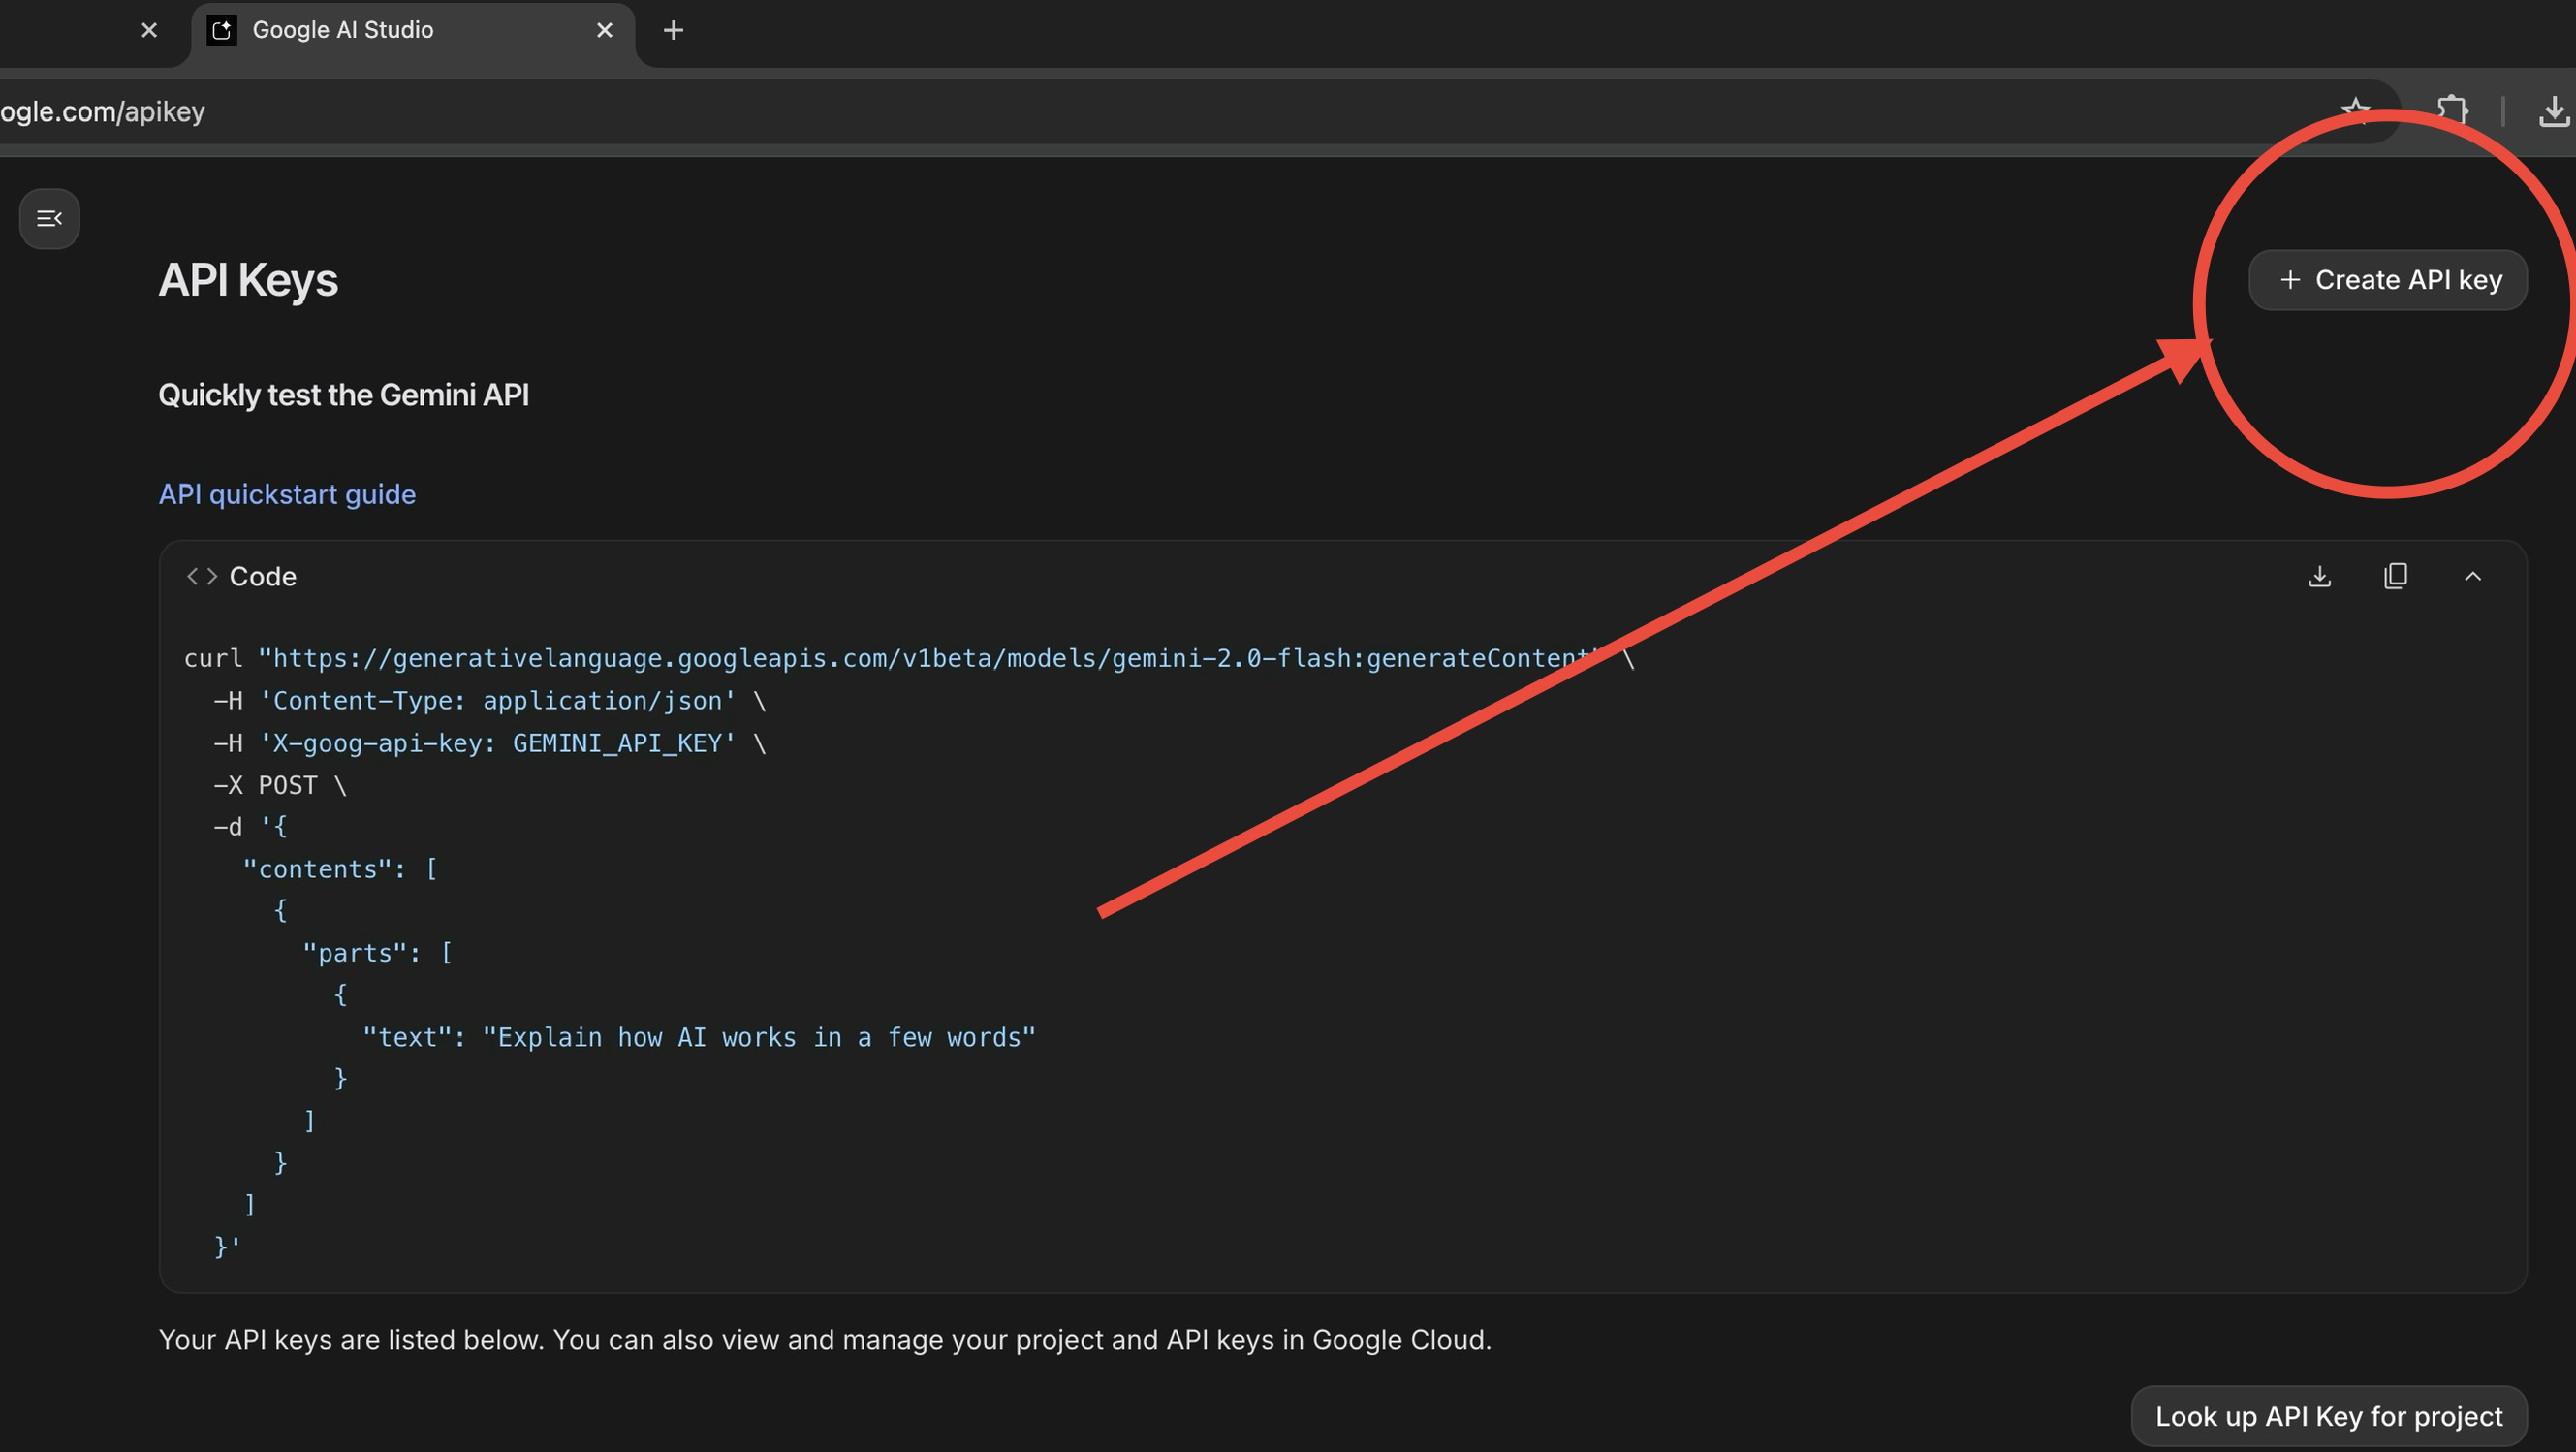 Google AI Studio
ogle.com/apikey
API Keys
+ Create API key
Quickly test the Gemini API
API quickstart guide
<> Code
curl "https://generativelanguage.googleapis.com/v1beta/models/gemini-2.0-flash:generateContent" \
  -H 'Content-Type: application/json' \
  -H 'X-goog-api-key: GEMINI_API_KEY' \
  -X POST \
  -d '{
    "contents": [
      {
        "parts": [
          {
            "text": "Explain how AI works in a few words"
          }
        ]
      }
    ]
  }'
Your API keys are listed below. You can also view and manage your project and API keys in Google Cloud.
Look up API Key for project